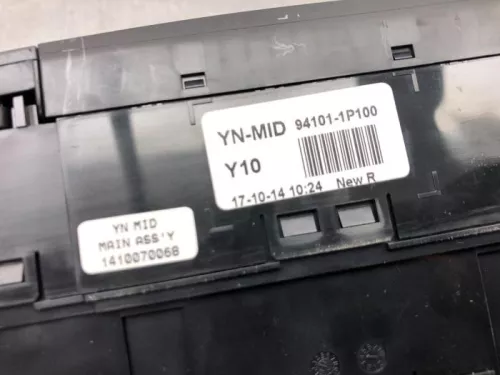 YN-MID 94101-1P100
Y10
17-10-14 10:24 New R
YN MID
MAIN ASS'Y
1410070068